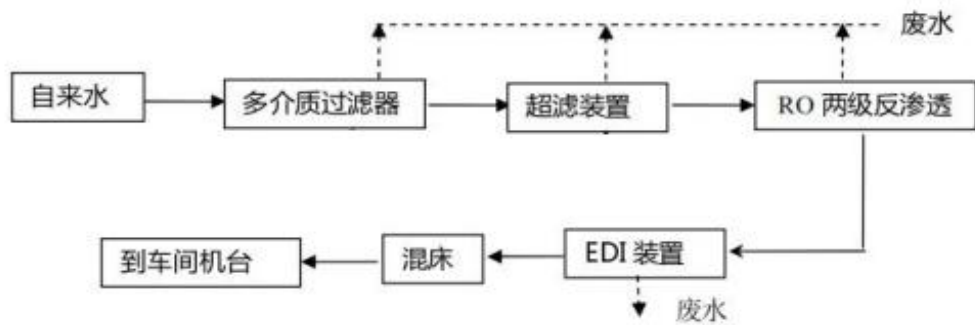 废水
自来水
多介质过滤器
超滤装置
RO 两级反渗透
到车间机台
混床
EDI 装置
废水